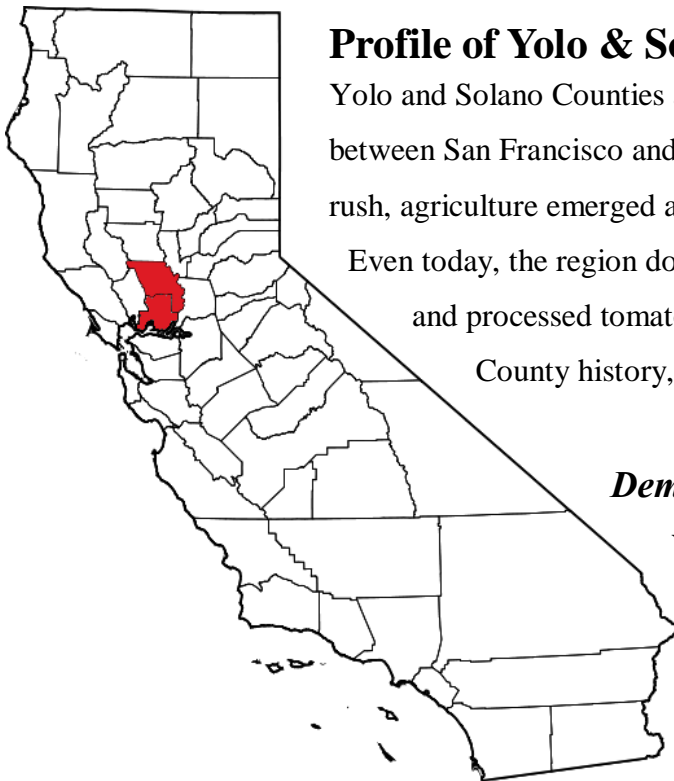 Profile of Yolo & So
Yolo and Solano Counties
between San Francisco and
rush, agriculture emerged a
Even today, the region do
and processed tomat
County history,
Dem